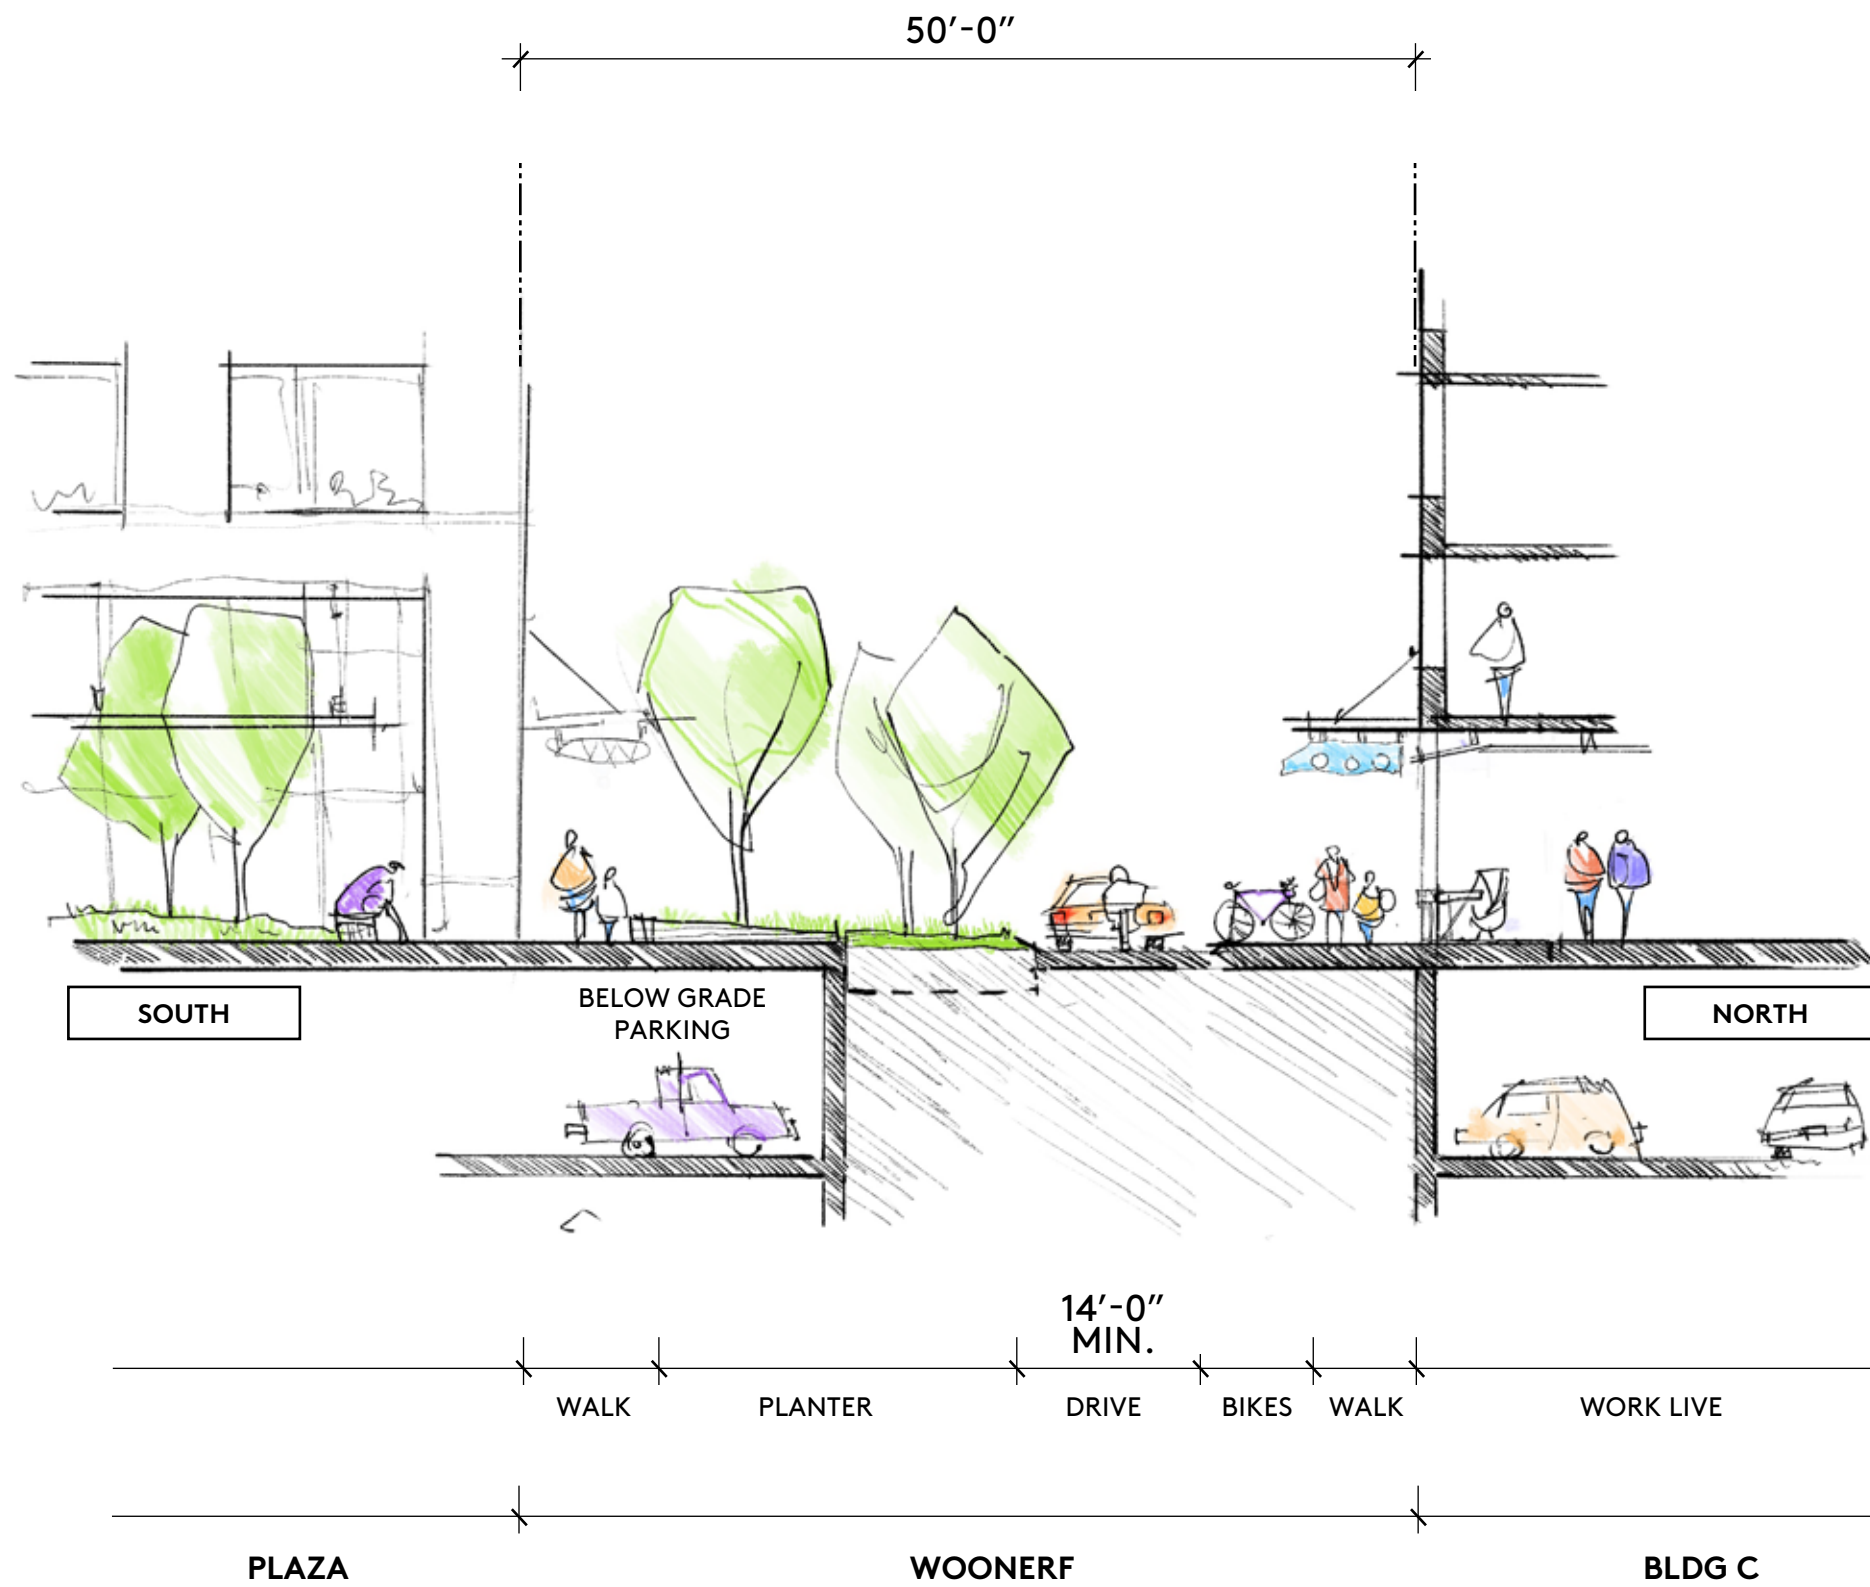 50′-0″
SOUTH
BELOW GRADE
PARKING
NORTH
14′-0″
MIN.
WALK
PLANTER
DRIVE
BIKES
WALK
WORK LIVE
PLAZA
WOONERF
BLDG C